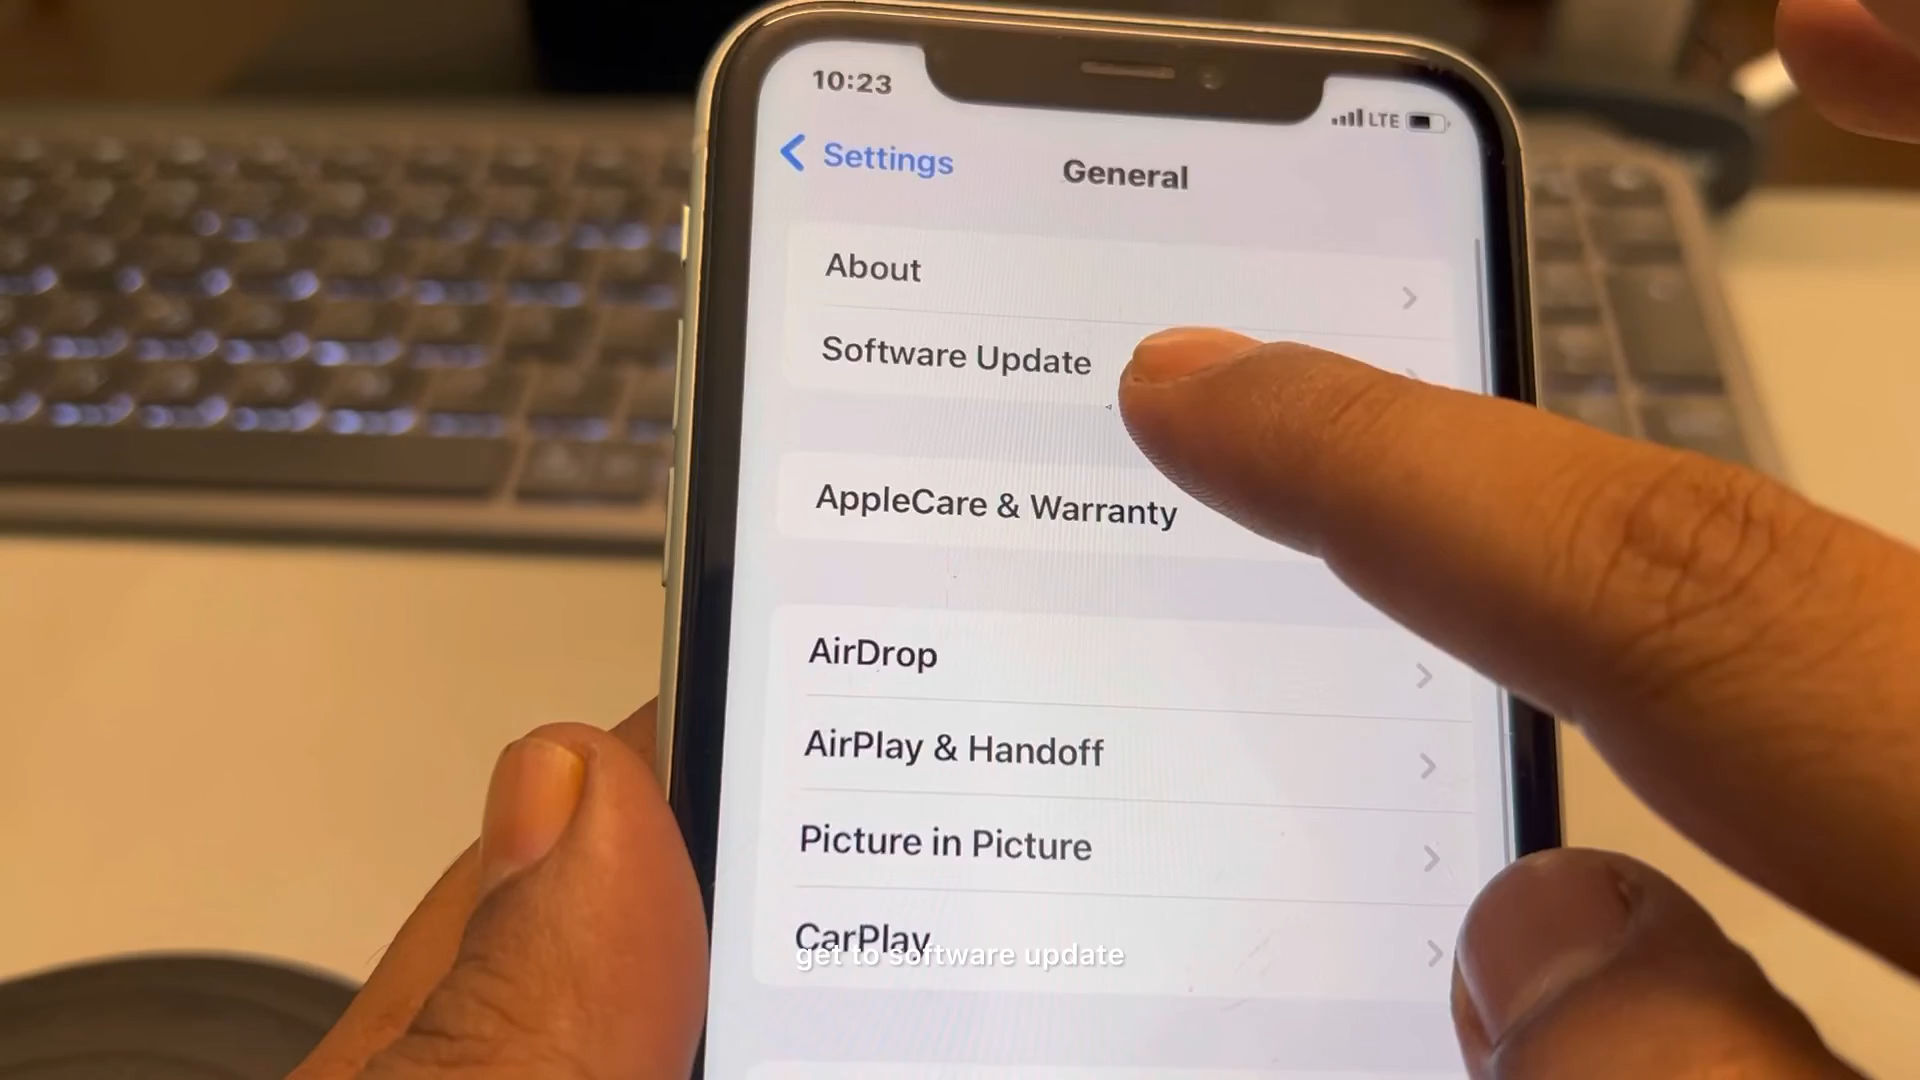 10:23
LTE
Settings
General
About
Software Update
AppleCare & Warranty
AirDrop
AirPlay & Handoff
Picture in Picture
CarPlay
get to software update